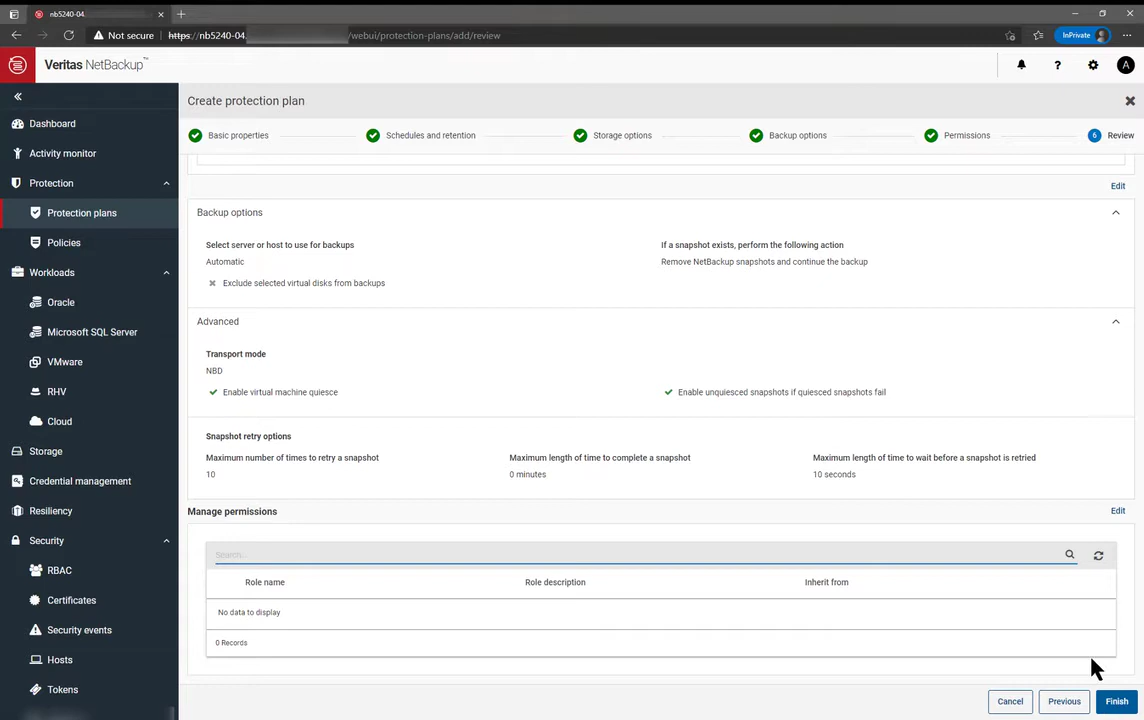 nb5240-04.
Not secure
https://nb5240-04.
/webui/protection-plans/add/review
InPrivate
Veritas NetBackup™
?
A
Create protection plan
Basic properties
Schedules and retention
Storage options
Backup options
Permissions
6 Review
Dashboard
Activity monitor
Protection
Protection plans
Policies
Workloads
Oracle
Microsoft SQL Server
VMware
RHV
Cloud
Storage
Credential management
Resiliency
Security
RBAC
Certificates
Security events
Hosts
Tokens
Edit
Backup options
Select server or host to use for backups
If a snapshot exists, perform the following action
Automatic
Remove NetBackup snapshots and continue the backup
Exclude selected virtual disks from backups
Advanced
Transport mode
NBD
Enable virtual machine quiesce
Enable unquiesced snapshots if quiesced snapshots fail
Snapshot retry options
Maximum number of times to retry a snapshot
Maximum length of time to complete a snapshot
Maximum length of time to wait before a snapshot is retried
10
0 minutes
10 seconds
Manage permissions
Edit
Search...
Role name
Role description
Inherit from
No data to display
0 Records
Cancel
Previous
Finish